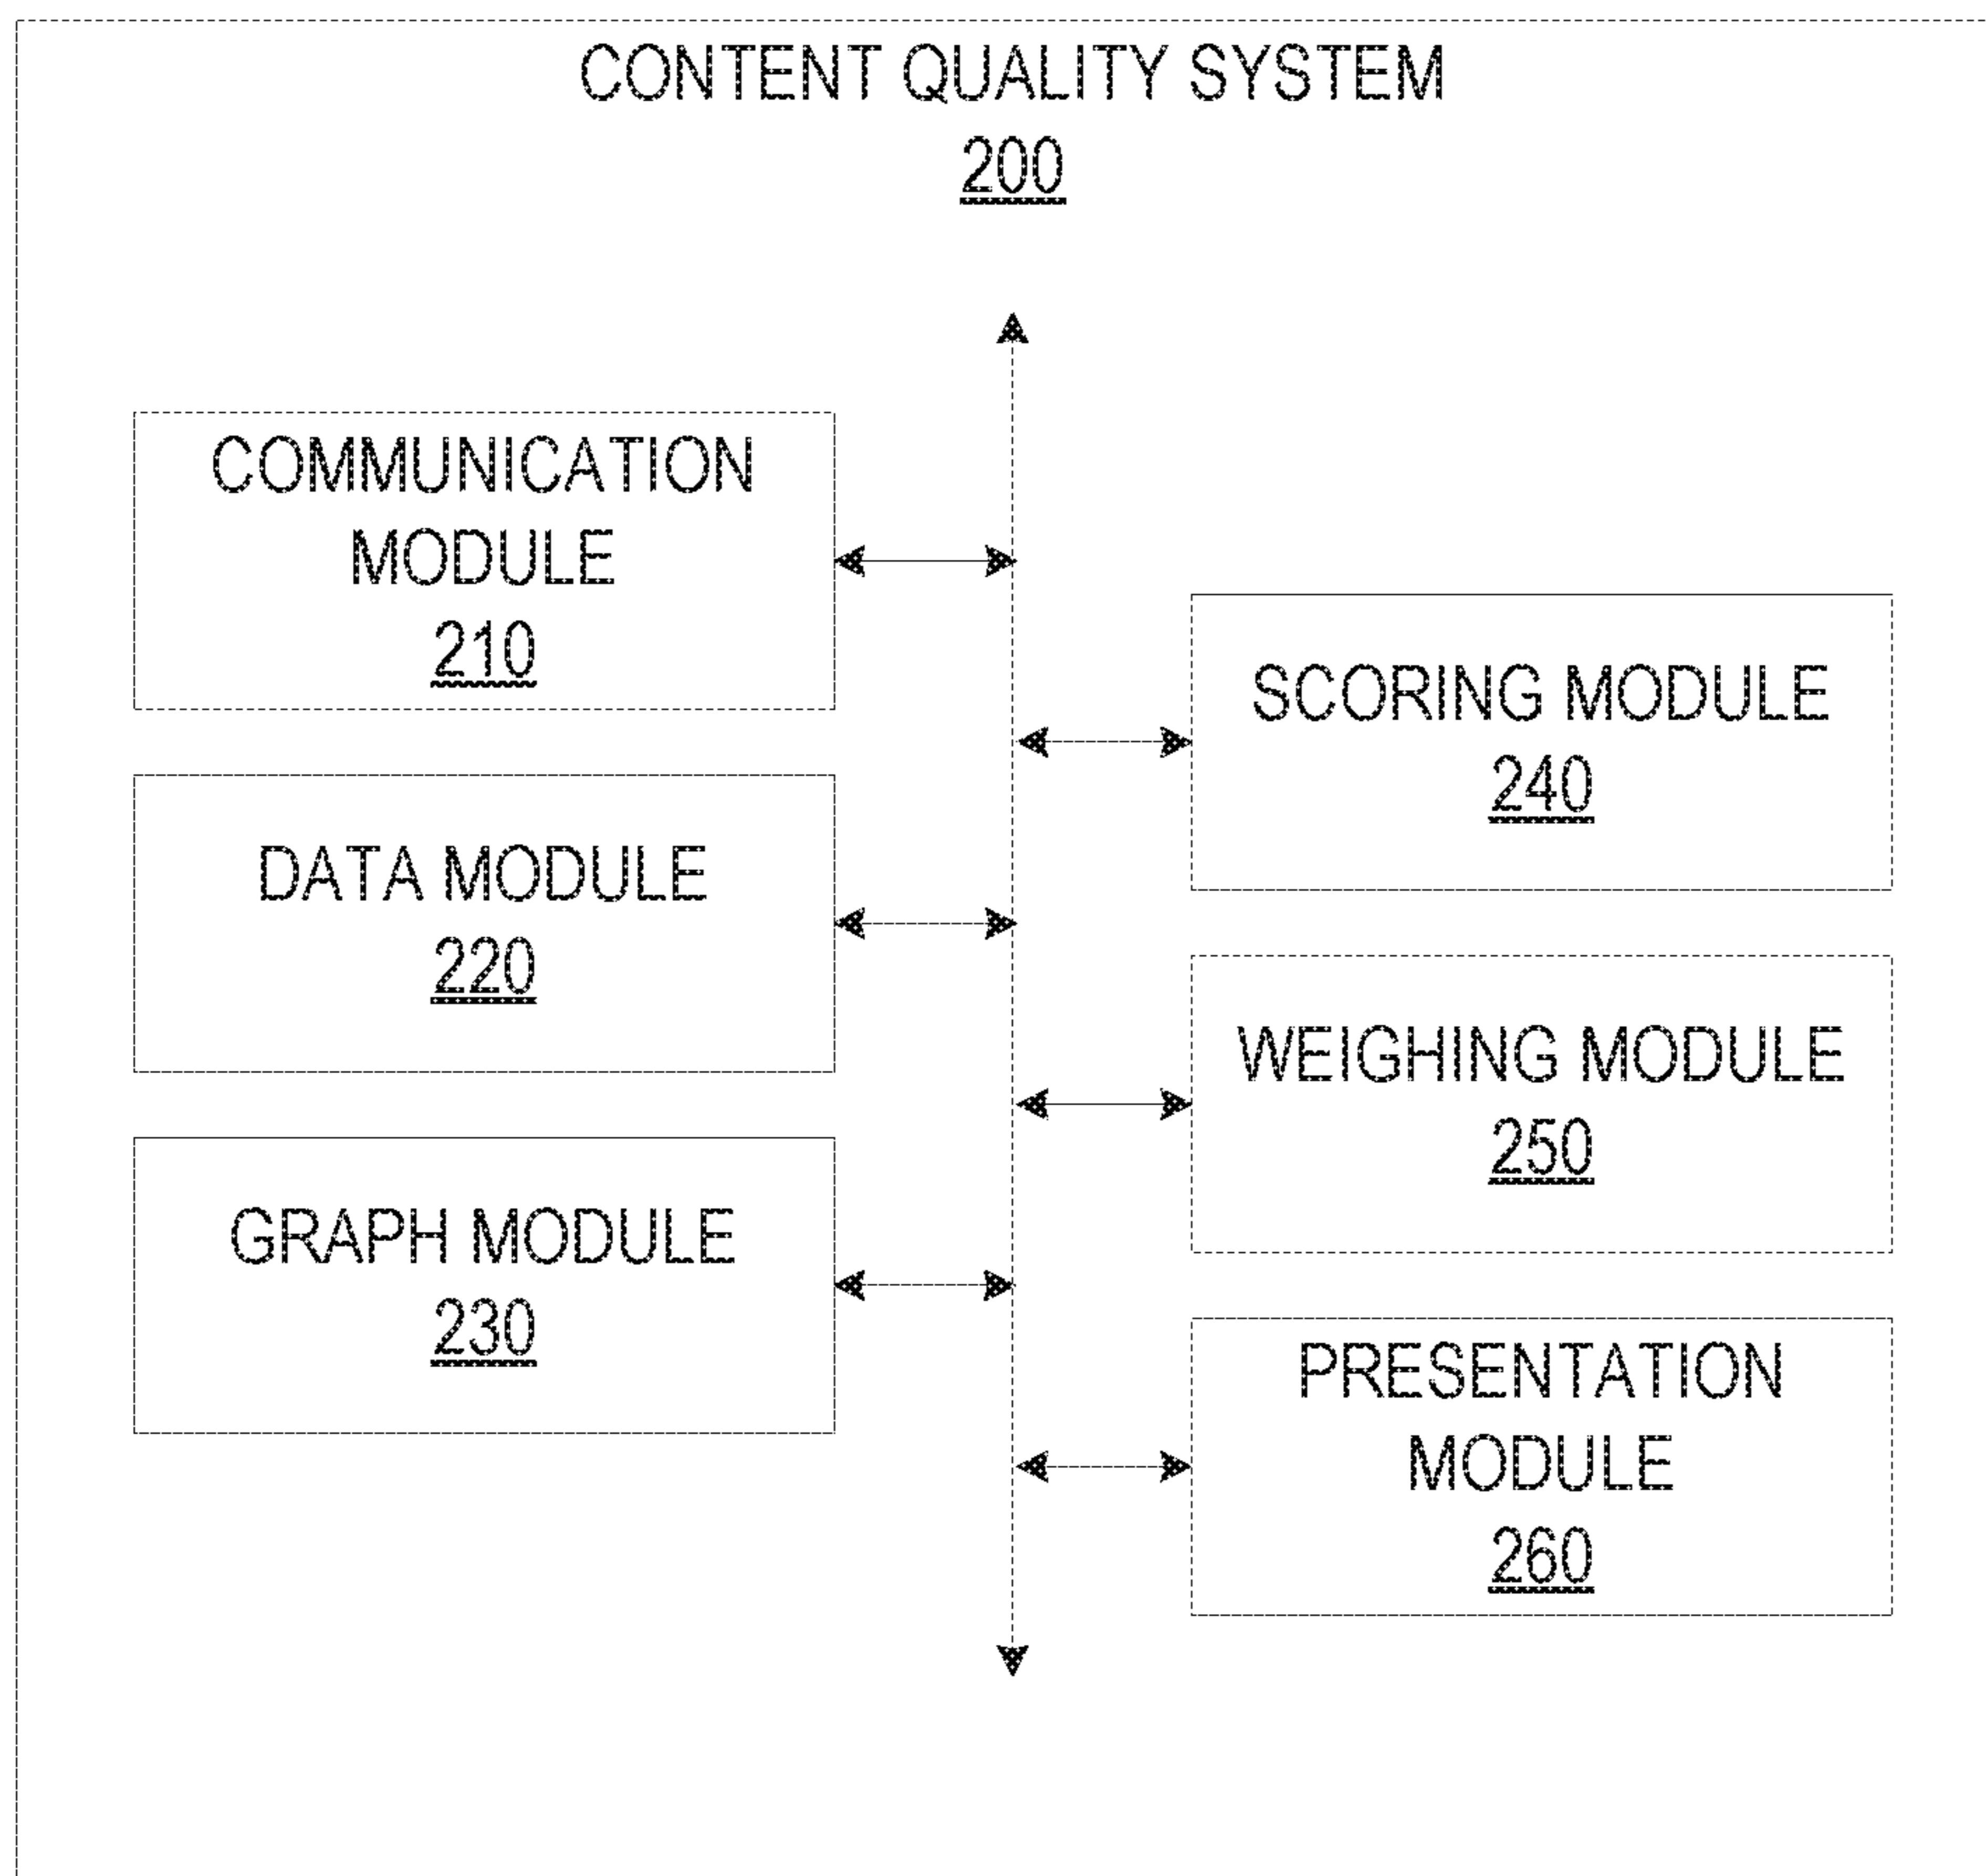 CONTENT QUALITY SYSTEM
200
COMMUNICATION
MODULE
210
DATA MODULE
220
GRAPH MODULE
230
SCORING MODULE
240
WEIGHING MODULE
250
PRESENTATION
MODULE
260